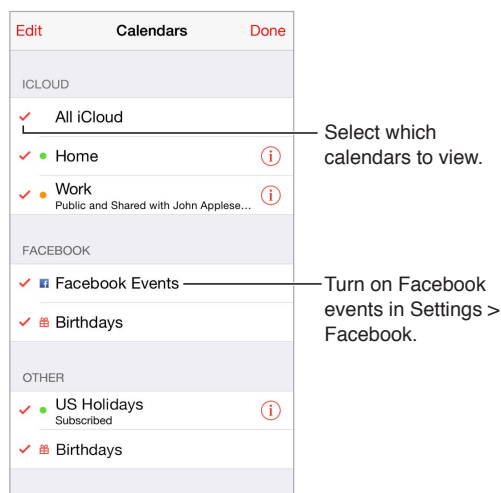 Edit Calendars Done
ICLOUD
All iCloud
Home
Work
Public and Shared with John Applese...
FACEBOOK
Facebook Events
Birthdays
OTHER
US Holidays
Subscribed
Birthdays
Select which
calendars to view.
Turn on Facebook
events in Settings >
Facebook.